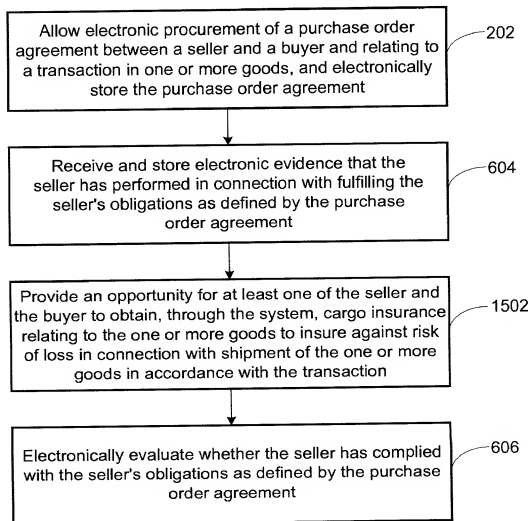 Allow electronic procurement of a purchase order
agreement between a seller and a buyer and relating to
a transaction in one or more goods, and electronically
store the purchase order agreement
202
Receive and store electronic evidence that the
seller has performed in connection with fulfilling the
seller's obligations as defined by the purchase
order agreement
604
Provide an opportunity for at least one of the seller and
the buyer to obtain, through the system, cargo insurance
relating to the one or more goods to insure against risk
of loss in connection with shipment of the one or more
goods in accordance with the transaction
1502
Electronically evaluate whether the seller has complied
with the seller's obligations as defined by the purchase
order agreement
606